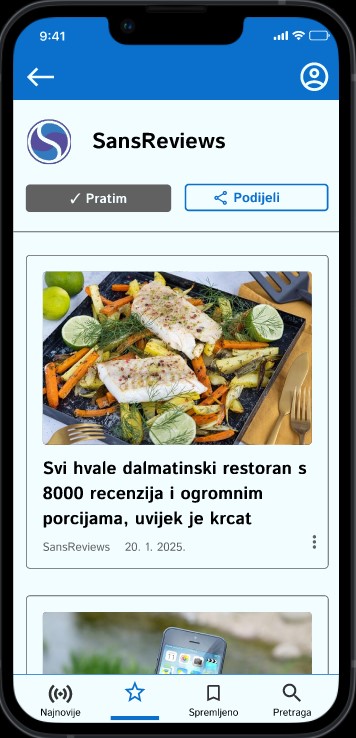 9:41
SansReviews
✓ Pratim
Podijeli
Svi hvale dalmatinski restoran s
8000 recenzija i ogromnim
porcijama, uvijek je krcat
SansReviews 20. 1. 2025.
Najnovije
Spremljeno
Pretraga